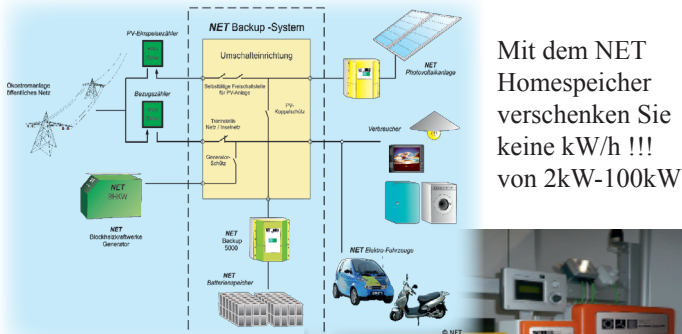 NET Backup -System
PV-Einspeisezähler
Umschalteinrichtung
Selbsttätige Freischaltstelle
für PV-Anlage
NET
Photovoltaikanlage
Ökostromanlage
öffentliches Netz
Bezugszähler
PV-
Koppelschütz
Trennstelle
Netz / Inselnetz
Verbraucher
Generator-
Schütz
NET
BHKW
NET
Blockheizkraftwerke
Generator
NET
Backup
5000
NET
Batteriespeicher
NET Elektro-Fahrzeuge
© NET
Mit dem NET
Homespeicher
verschenken Sie
keine kW/h !!!
von 2kW-100kW